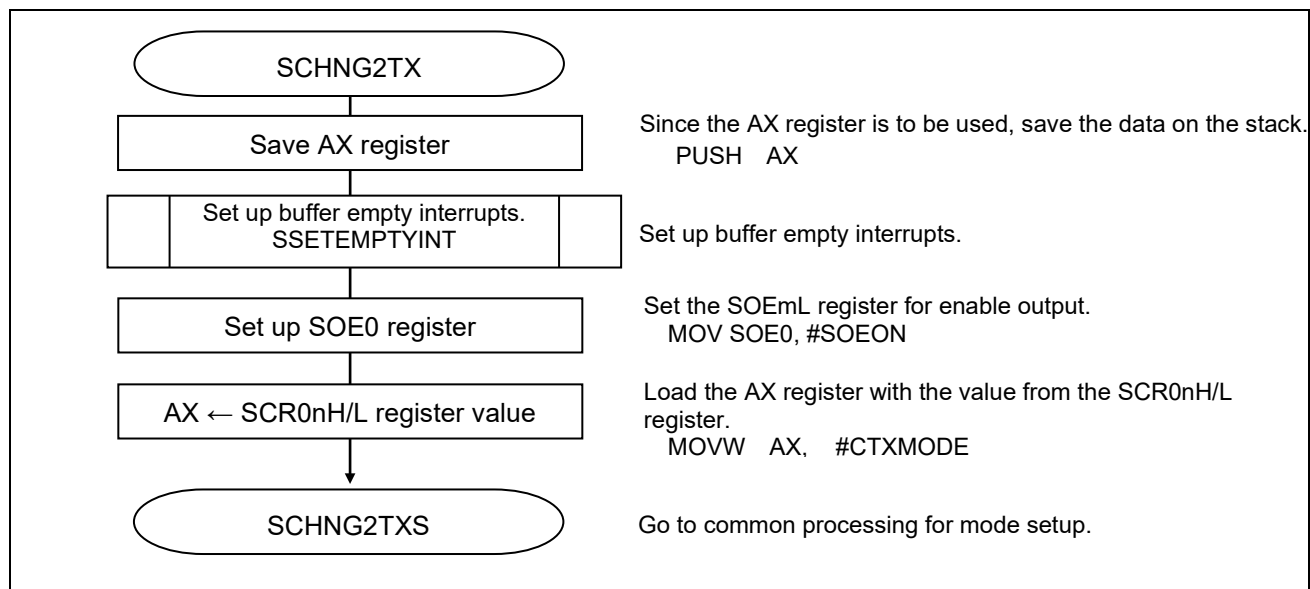 SCHNG2TX
Save AX register
Since the AX register is to be used, save the data on the stack.
PUSH AX
Set up buffer empty interrupts.
SSETEMPTYINT
Set up buffer empty interrupts.
Set up SOE0 register
Set the SOEmL register for enable output.
MOV SOE0, #SOEON
AX ← SCR0nH/L register value
Load the AX register with the value from the SCR0nH/L
register.
MOVW AX, #CTXMODE
SCHNG2TXS
Go to common processing for mode setup.